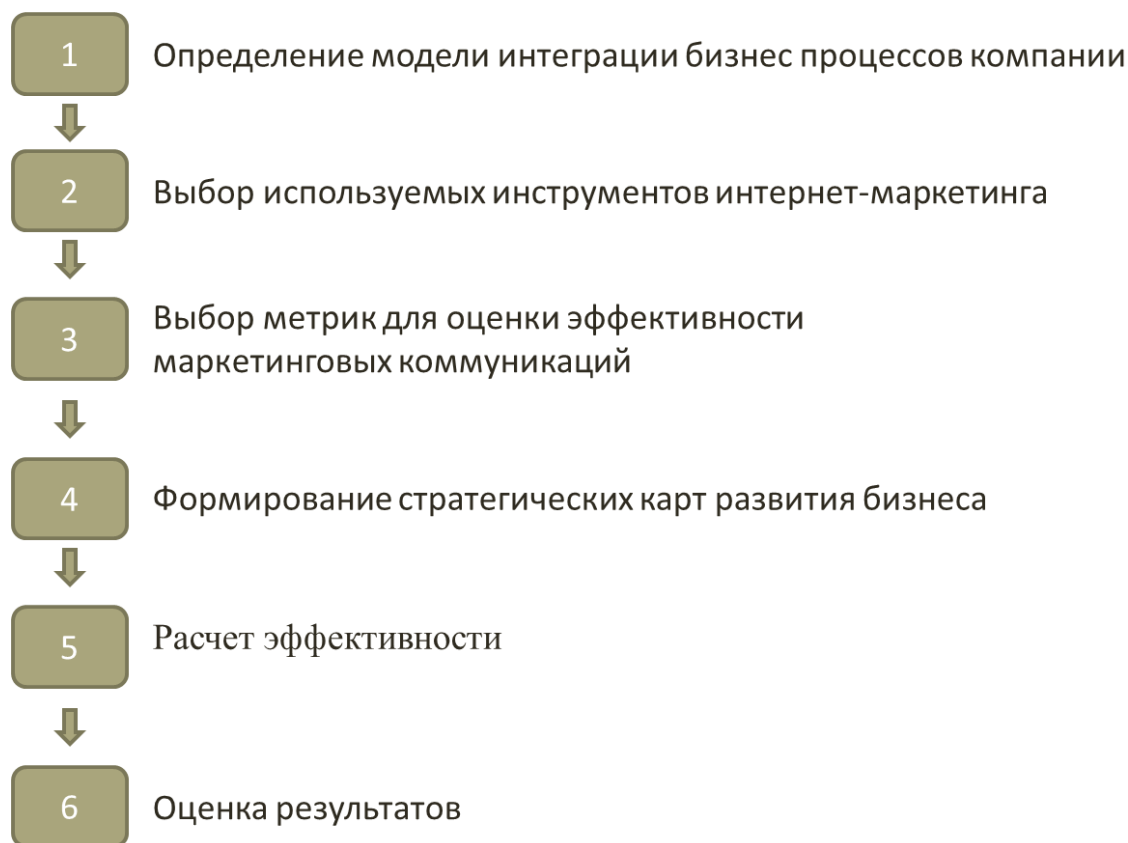 1
Определение модели интеграции бизнес процессов компании
2
Выбор используемых инструментов интернет-маркетинга
3
Выбор метрик для оценки эффективности
маркетинговых коммуникаций
4
Формирование стратегических карт развития бизнеса
5
Расчет эффективности
6
Оценка результатов